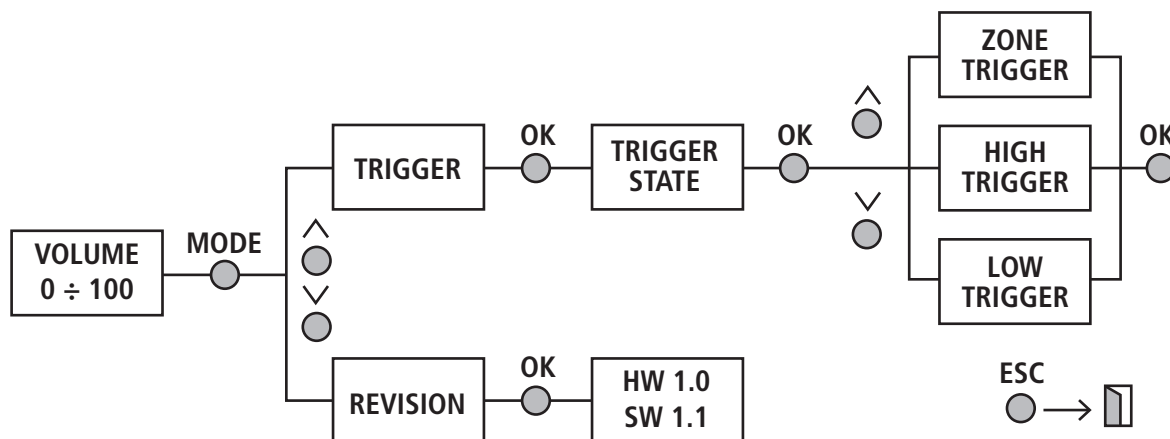 VOLUME
0 ÷ 100
MODE
TRIGGER
OK
TRIGGER
STATE
OK
ZONE
TRIGGER
HIGH
TRIGGER
LOW
TRIGGER
OK
REVISION
OK
HW 1.0
SW 1.1
ESC